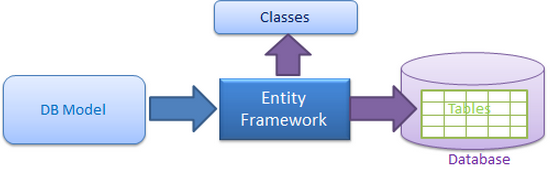 Classes
DB Model
Entity
Framework
Tables
Database